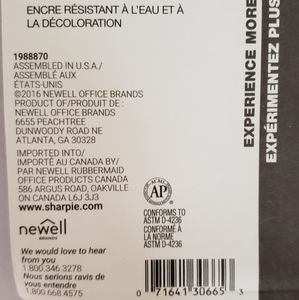 ENCRE RÉSISTANT À L'EAU ET À
LA DÉCOLORATION
1988870
ASSEMBLED IN U.S.A./
ASSEMBLÉ AUX
ÉTATS-UNIS
©2016 NEWELL OFFICE BRANDS
PRODUCT OF/PRODUIT DE :
NEWELL OFFICE BRANDS
6655 PEACHTREE
DUNWOODY ROAD NE
ATLANTA, GA 30328
IMPORTED INTO/
IMPORTÉ AU CANADA BY/
PAR NEWELL RUBBERMAID
OFFICE PRODUCTS CANADA
586 ARGUS ROAD, OAKVILLE
ON CANADA L6J 3J3
www.sharpie.com
newell
BRANDS
We would love to hear
from you!
1.800.346.3278
Nous serions ravis de
vous entendre!
1.800.668.4575
ACMI
AP
CONFORMS TO
ASTM D-4236
CONFORME À
LA NORME
ASTM D-4236
0 71641 30665 3
EXPERIENCE MORE
EXPÉRIMENTEZ PLUS